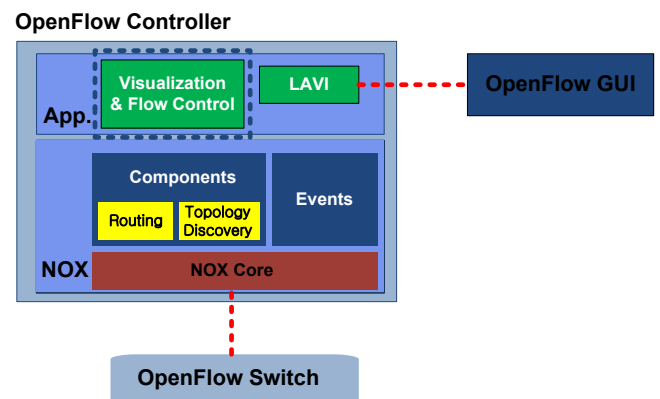 OpenFlow Controller
Visualization
& Flow Control
LAVI
OpenFlow GUI
App.
Components
Events
Routing
Topology
Discovery
NOX
NOX Core
OpenFlow Switch